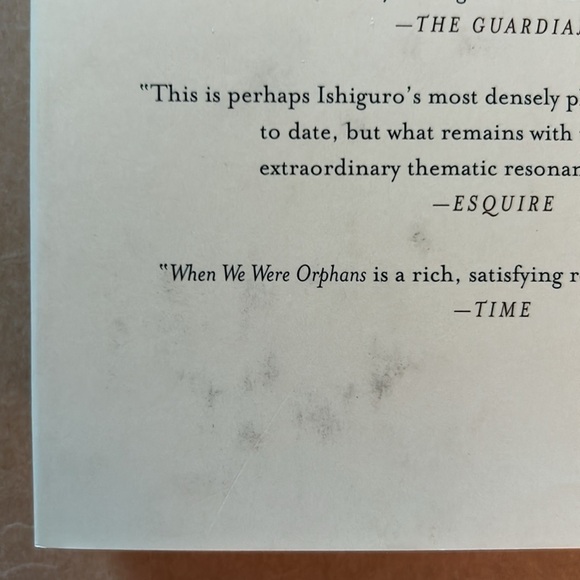 —THE GUARDIA
"This is perhaps Ishiguro's most densely
to date, but what remains with
extraordinary thematic
—ESQUIRE
"When We Were Orphans is a rich, satisfying
—TIME